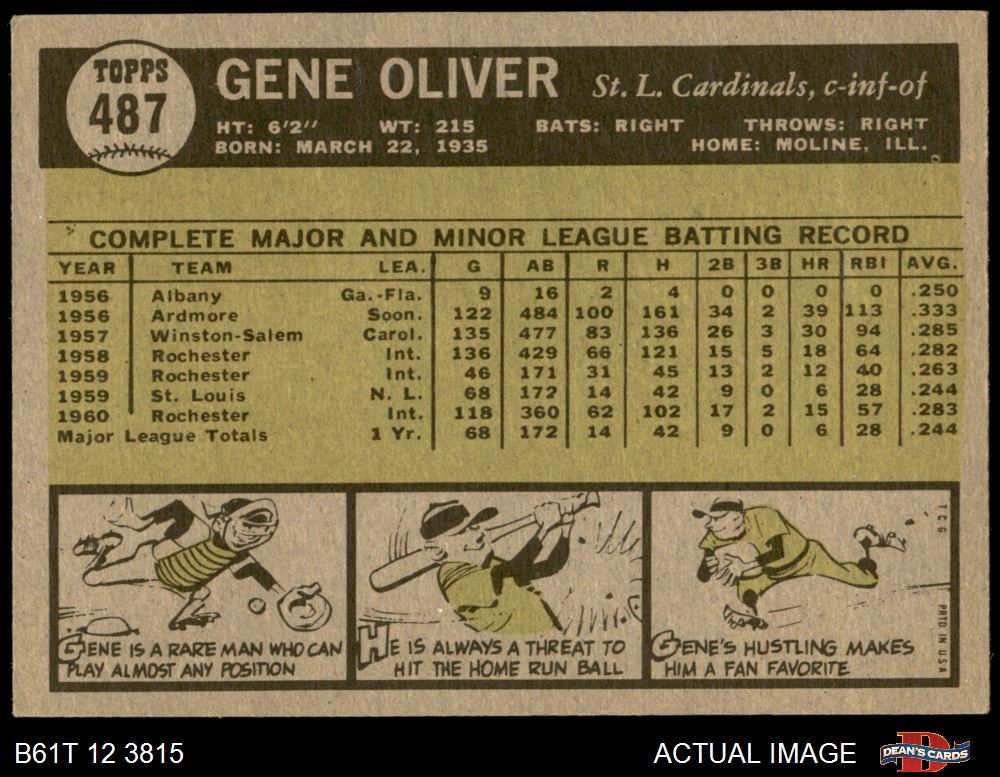 TOPPS
487
GENE OLIVER St. L. Cardinals, c-inf-of
HT: 6'2" WT: 215 BATS: RIGHT THROWS: RIGHT
BORN: MARCH 22, 1935 HOME: MOLINE, ILL.
COMPLETE MAJOR AND MINOR LEAGUE BATTING RECORD
YEAR TEAM LEA. G AB R H 2B 3B HR RBI AVG.
1956 Albany Ga.-Fla. 9 16 2 4 0 0 0 0 .250
1956 Ardmore Soon. 122 484 100 161 34 2 39 113 .333
1957 Winston-Salem Carol. 135 477 83 136 26 3 30 94 .285
1958 Rochester Int. 136 429 66 121 15 5 18 64 .282
1959 Rochester Int. 46 171 31 45 13 2 12 40 .263
1959 St. Louis N. L. 68 172 14 42 9 0 6 28 .244
1960 Rochester Int. 118 360 62 102 17 2 15 57 .283
Major League Totals 1 Yr. 68 172 14 42 9 0 6 28 .244
GENE IS A RARE MAN WHO CAN
PLAY ALMOST ANY POSITION
HE IS ALWAYS A THREAT TO
HIT THE HOME RUN BALL
GENE'S HUSTLING MAKES
HIM A FAN FAVORITE
T.C.G.
PRTD IN USA
B61T 12 3815 ACTUAL IMAGE
DEAN'S CARDS